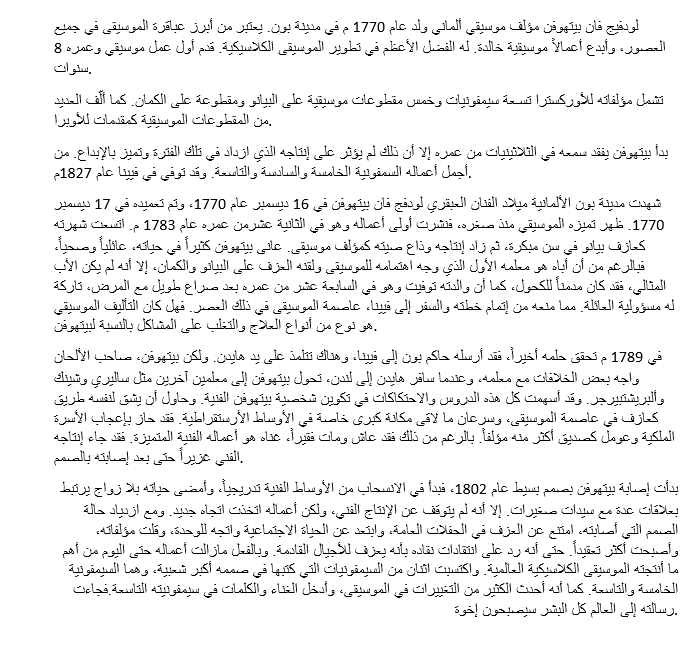 لودفيج فان بيتهوفن مؤلف موسيقي ألماني ولد عام 1770 م في مدينة بون. يعتبر من أبرز عباقرة الموسيقى في جميع
العصور، وأبدع أعمالاً موسيقية خالدة. له الفضل الأعظم في تطوير الموسيقى الكلاسيكية. قدم أول عمل موسيقي وعمره 8
سنوات.
تشمل مؤلفاته للأوركسترا تسعة سيمفونيات وخمس مقطوعات موسيقية على البيانو ومقطوعة على الكمان. كما ألّف العديد
من المقطوعات الموسيقية كمقدمات للأوبرا.
بدأ بيتهوفن يفقد سمعه في الثلاثينيات من عمره إلا أن ذلك لم يؤثر على إنتاجه الذي ازداد في تلك الفترة وتميز بالإبداع. من
أجمل أعماله السمفونية الخامسة والسادسة والتاسعة. وقد توفي في فيينا عام 1827م.
شهدت مدينة بون الألمانية ميلاد الفنان العبقري لودفج فان بيتهوفن في 16 ديسمبر عام 1770، وتم تعميده في 17 ديسمبر
1770. ظهر تميزه الموسيقي منذ صغره، فنشرت أولى أعماله وهو في الثانية عشرمن عمره عام 1783 م. اتسعت شهرته
كعازف بيانو في سن مبكرة، ثم زاد إنتاجه وذاع صيته كمؤلف موسيقى. عانى بيتهوفن كثيراً في حياته، عائلياً وصحياً،
فبالرغم من أن أباه هو معلمه الأول الذي وجه اهتمامه للموسيقى ولقنه العزف على البيانو والكمان، إلا أنه لم يكن الأب
المثالي، فقد كان مدمناً للكحول، كما أن والدته توفيت وهو في السابعة عشر من عمره بعد صراع طويل مع المرض، تاركة
له مسؤولية العائلة. مما منعه من إتمام خطته والسفر إلى فيينا، عاصمة الموسيقى في ذلك العصر. فهل كان التأليف الموسيقي
هو نوع من أنواع العلاج والتغلب على المشاكل بالنسبة لبيتهوفن.
في 1789 م تحقق حلمه أخيراً، فقد أرسله حاكم بون إلى فيينا، وهناك تتلمذ على يد هايدن. ولكن بيتهوفن، صاحب الألحان
واجه بعض الخلافات مع معلمه، وعندما سافر هايدن إلى لندن، تحول بيتهوفن إلى معلمين آخرين مثل ساليري وشينك
وألبريشتبيرجر. وقد أسهمت كل هذه الدروس والاحتكاكات في تكوين شخصية بيتهوفن الفنية. وحاول أن يشق لنفسه طريق
كعازف في عاصمة الموسيقى، وسرعان ما لاقى مكانة كبرى خاصة في الأوساط الأرستقراطية. فقد حاز بإعجاب الأسرة
الملكية وعومل كصديق أكثر منه مؤلفاً. بالرغم من ذلك فقد عاش ومات فقيراً، غناه هو أعماله الفنية المتميزة. فقد جاء إنتاجه
الفني غزيراً حتى بعد إصابته بالصمم.
بدأت إصابة بيتهوفن بصمم بسيط عام 1802، فبدأ في الانسحاب من الأوساط الفنية تدريجياً، وأمضى حياته بلا زواج يرتبط
بعلاقات عدة مع سيدات صغيرات. إلا أنه لم يتوقف عن الإنتاج الفني، ولكن أعماله اتخذت اتجاه جديد. ومع ازدياد حالة
الصمم التي أصابته، امتنع عن العزف في الحفلات العامة، وابتعد عن الحياة الاجتماعية واتجه للوحدة، وقلت مؤلفاته،
وأصبحت أكثر تعقيداً. حتى أنه رد على انتقادات نقاده بأنه يعزف للأجيال القادمة. وبالفعل مازالت أعماله حتى اليوم من أهم
ما أنتجته الموسيقى الكلاسيكية العالمية. واكتسبت اثنان من السيمفونيات التي كتبها في صممه أكبر شعبية، وهما السيمفونية
الخامسة والتاسعة. كما أنه أحدث الكثير من التغييرات في الموسيقى، وأدخل الغناء والكلمات في سيمفونيته التاسعة.فجاءت
رسالته إلى العالم كل البشر سيصبحون إخوة.